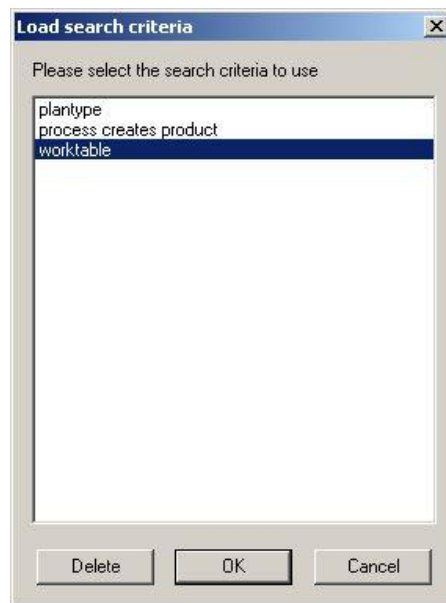 Load search criteria
Please select the search criteria to use
plantype
process creates product
worktable
Delete OK Cancel